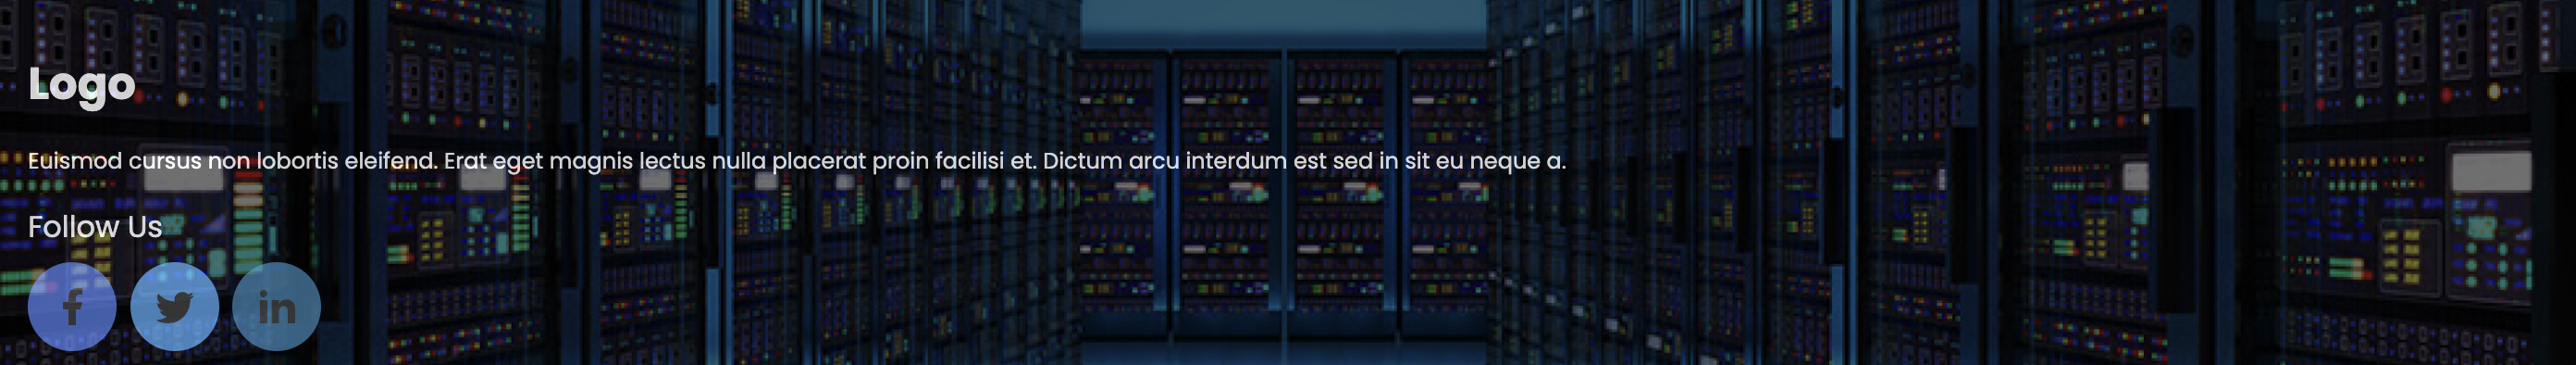 Logo
Euismod cursus non lobortis eleifend. Erat eget magnis lectus nulla placerat proin facilisi et. Dictum arcu interdum est sed in sit eu neque a.
Follow Us
f
in